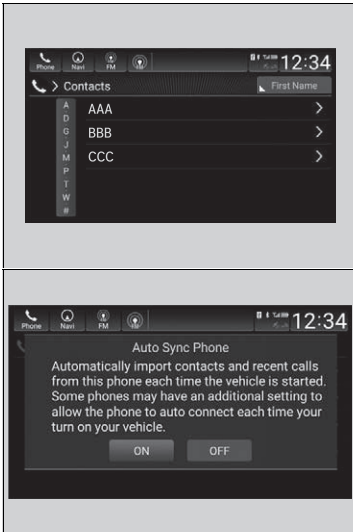 Phone Navi FM 12:34
> Contacts First Name
A
D
G
J
M
P
T
W
#
AAA >
BBB >
CCC >
Phone Navi FM 12:34
Auto Sync Phone
Automatically import contacts and recent calls
from this phone each time the vehicle is started.
Some phones may have an additional setting to
allow the phone to auto connect each time your
turn on your vehicle.
ON OFF